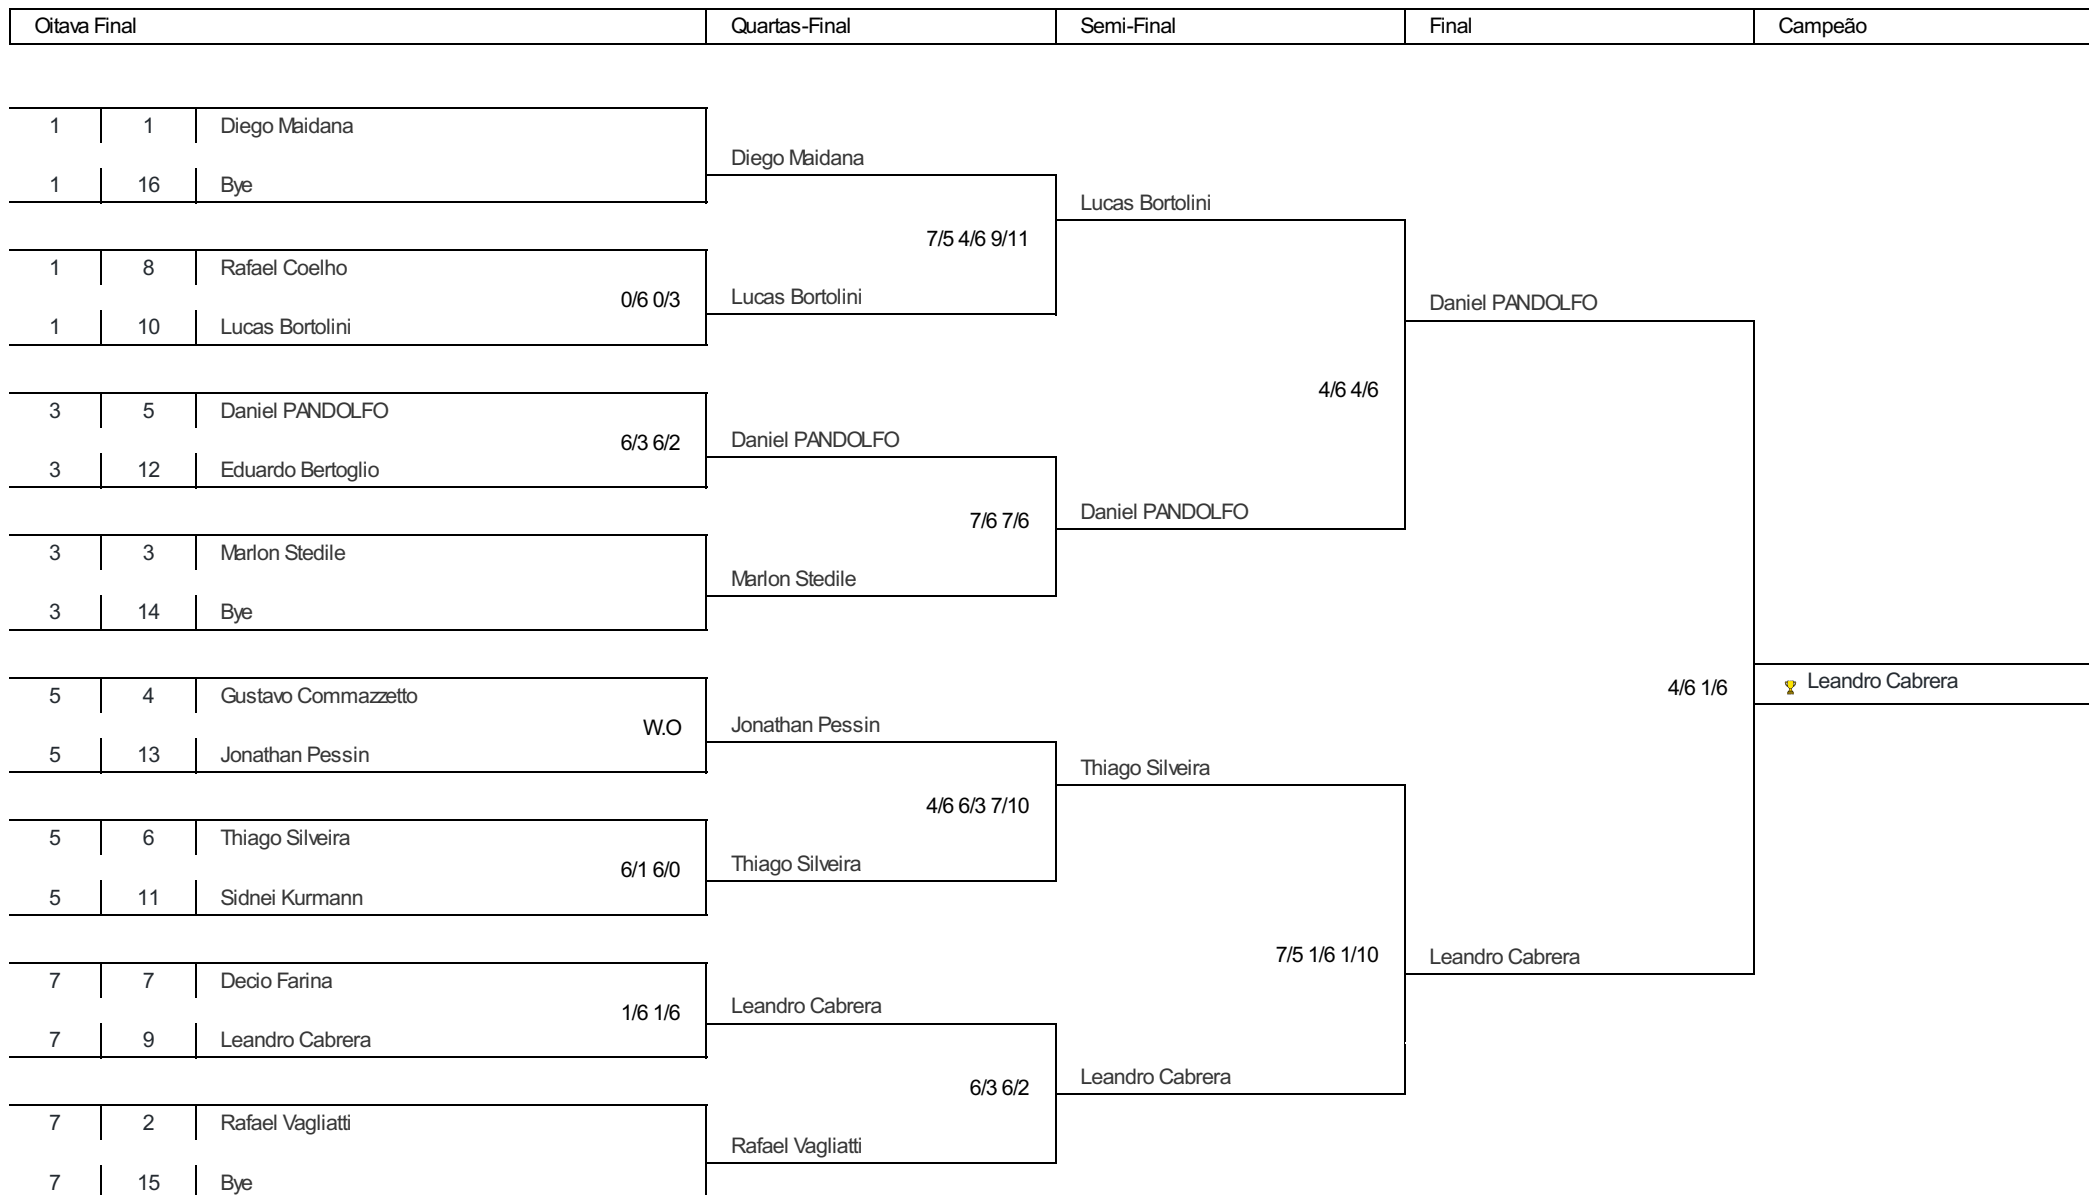 Oitava Final Quartas-Final Semi-Final Final Campeão
1 1 Diego Maidana
Diego Maidana
1 16 Bye
Lucas Bortolini
7/5 4/6 9/11
1 8 Rafael Coelho
0/6 0/3 Lucas Bortolini
Daniel PANDOLFO
1 10 Lucas Bortolini
4/6 4/6
3 5 Daniel PANDOLFO
6/3 6/2 Daniel PANDOLFO
3 12 Eduardo Bertoglio
Daniel PANDOLFO
7/6 7/6
3 3 Marlon Stedile
Marlon Stedile
3 14 Bye
Leandro Cabrera
4/6 1/6
5 4 Gustavo Commazzetto
W.O Jonathan Pessin
5 13 Jonathan Pessin
Thiago Silveira
4/6 6/3 7/10
5 6 Thiago Silveira
6/1 6/0 Thiago Silveira
5 11 Sidnei Kurmann
7/5 1/6 1/10 Leandro Cabrera
7 7 Decio Farina
1/6 1/6 Leandro Cabrera
7 9 Leandro Cabrera
Leandro Cabrera
6/3 6/2
7 2 Rafael Vagliatti
Rafael Vagliatti
7 15 Bye